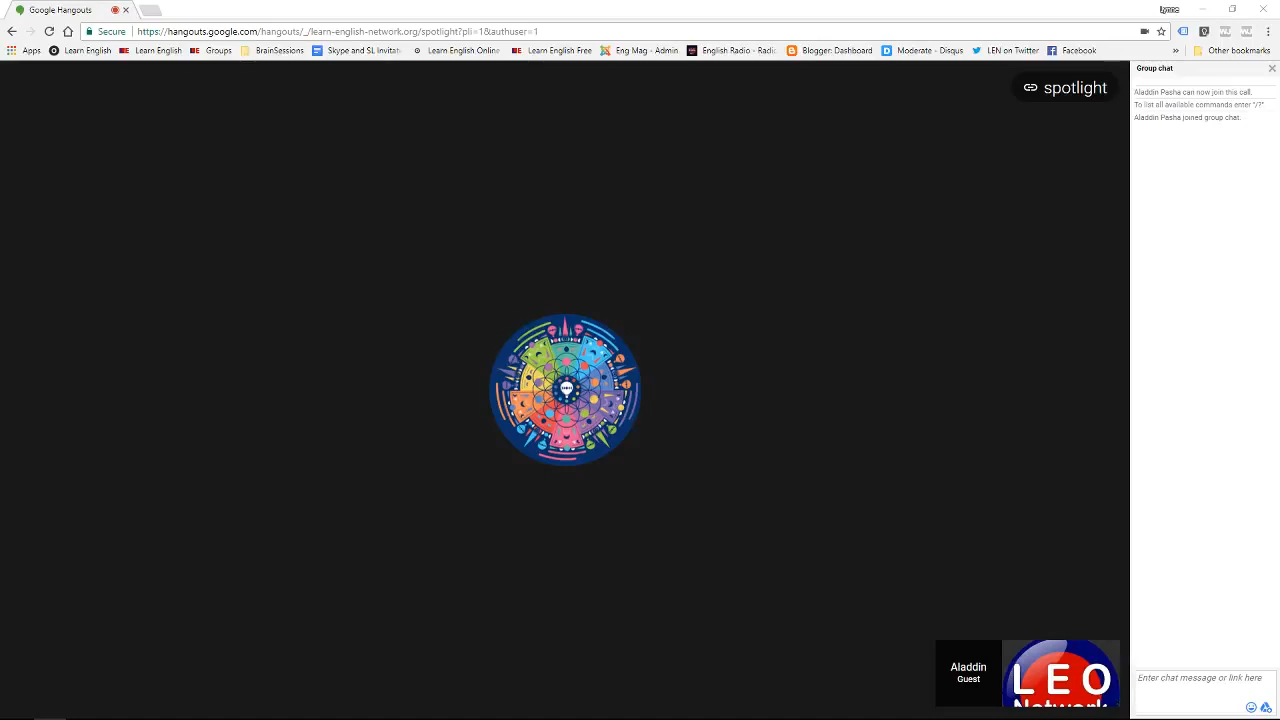 Google Hangouts
Lynne
Secure
https://hangouts.google.com/hangouts/_/learn-english-network.org/spotlight?pli=1&authuser=1
Apps
Learn English
Learn English
Groups
BrainSessions
Skype and SL Invitati
Learn English Online
Learn English Free
Eng Mag - Admin
English Radio - Radi
Blogger: Dashboard
Moderate - Disqus
LEN on Twitter
Facebook
»
Other bookmarks
spotlight
Group chat
Aladdin Pasha can now join this call.
To list all available commands enter "/?"
Aladdin Pasha joined group chat.
Aladdin
Guest
LEO
Network
Enter chat message or link here